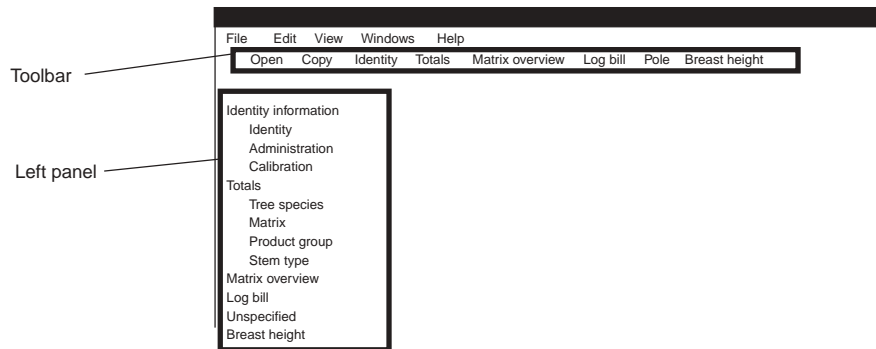 File Edit View Windows Help
Open Copy Identity Totals Matrix overview Log bill Pole Breast height
Toolbar
Identity information
Identity
Administration
Calibration
Left panel
Totals
Tree species
Matrix
Product group
Stem type
Matrix overview
Log bill
Unspecified
Breast height